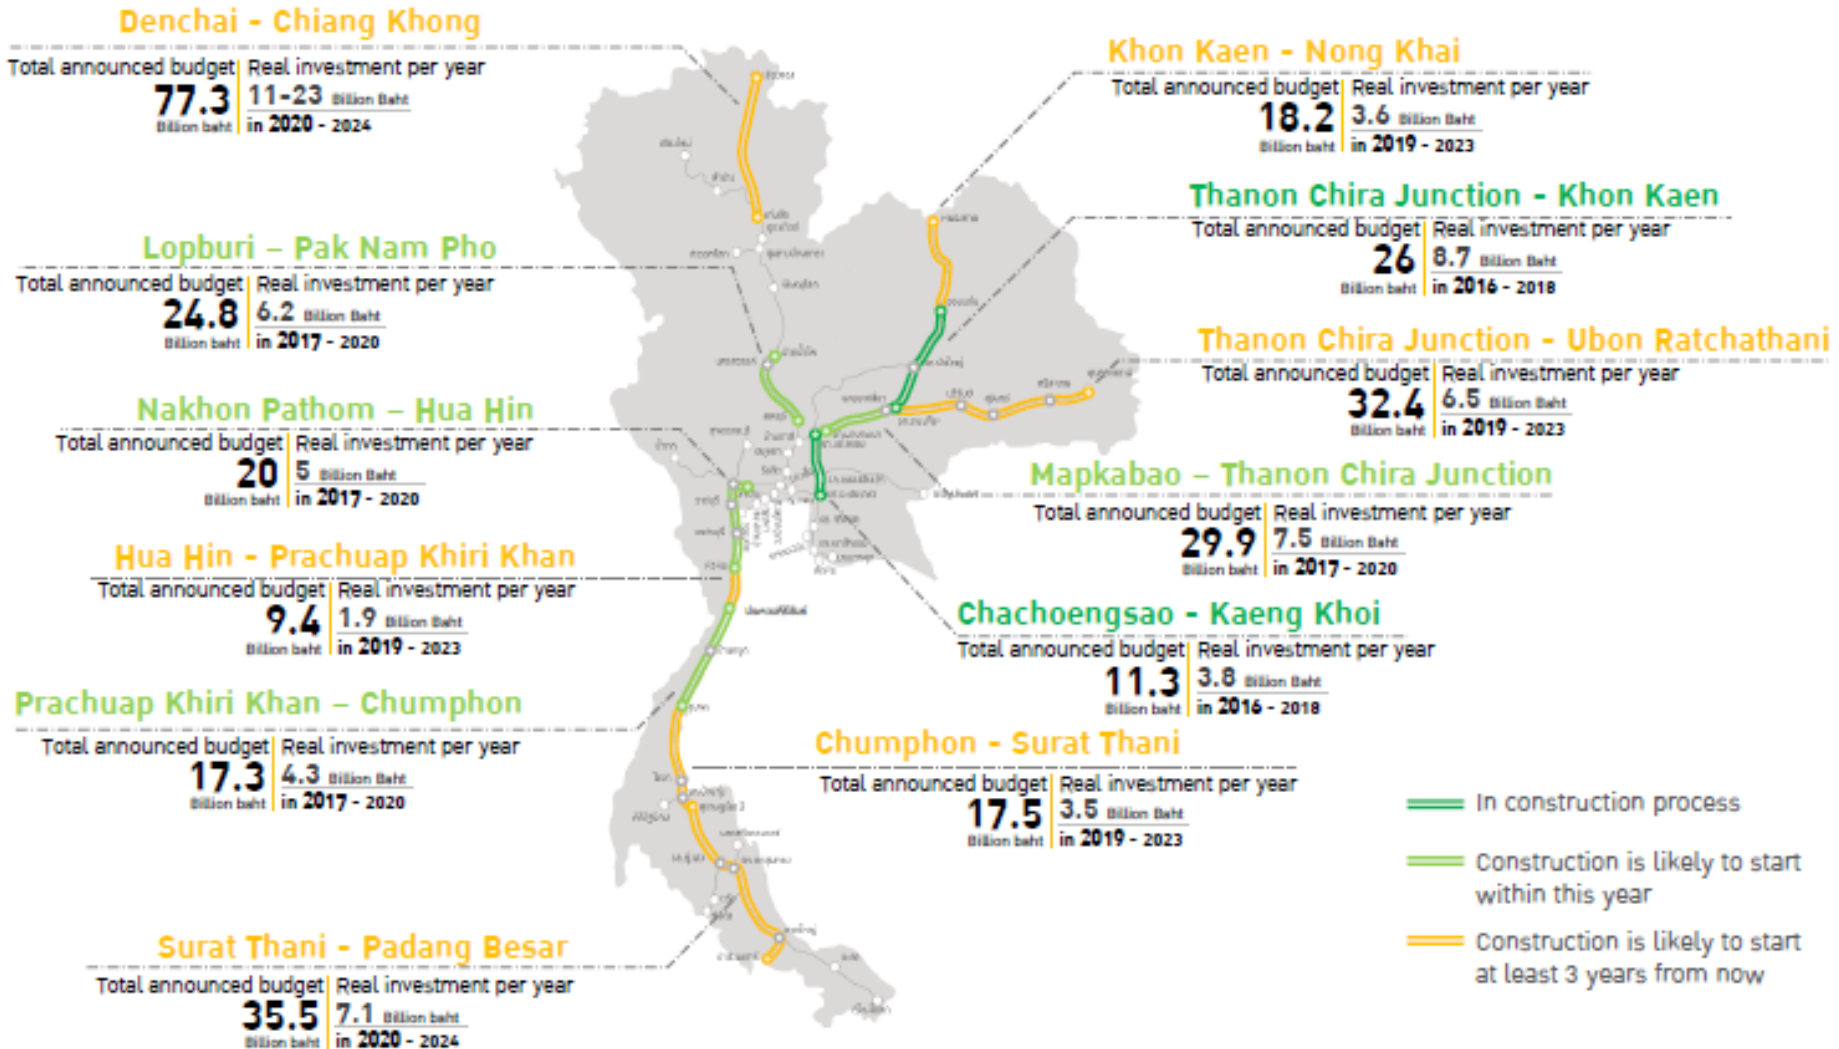 Denchai - Chiang Khong
Total announced budget
77.3
Billion baht
Real investment per year
11-23 Billion Baht
in 2020 - 2024
Lopburi – Pak Nam Pho
Total announced budget
24.8
Billion baht
Real investment per year
6.2 Billion Baht
in 2017 - 2020
Nakhon Pathom – Hua Hin
Total announced budget
20
Billion baht
Real investment per year
5 Billion Baht
in 2017 - 2020
Hua Hin - Prachuap Khiri Khan
Total announced budget
9.4
Billion baht
Real investment per year
1.9 Billion Baht
in 2019 - 2023
Prachuap Khiri Khan – Chumphon
Total announced budget
17.3
Billion baht
Real investment per year
4.3 Billion Baht
in 2017 - 2020
Surat Thani - Padang Besar
Total announced budget
35.5
Billion baht
Real investment per year
7.1 Billion baht
in 2020 - 2024
Khon Kaen - Nong Khai
Total announced budget
18.2
Billion baht
Real investment per year
3.6 Billion Baht
in 2019 - 2023
Thanon Chira Junction - Khon Kaen
Total announced budget
26
Billion baht
Real investment per year
8.7 Billion Baht
in 2016 - 2018
Thanon Chira Junction - Ubon Ratchathani
Total announced budget
32.4
Billion baht
Real investment per year
6.5 Billion Baht
in 2019 - 2023
Mapkabao – Thanon Chira Junction
Total announced budget
29.9
Billion baht
Real investment per year
7.5 Billion Baht
in 2017 - 2020
Chachoengsao - Kaeng Khoi
Total announced budget
11.3
Billion baht
Real investment per year
3.8 Billion Baht
in 2016 - 2018
Chumphon - Surat Thani
Total announced budget
17.5
Billion baht
Real investment per year
3.5 Billion Baht
in 2019 - 2023
In construction process
Construction is likely to start
within this year
Construction is likely to start
at least 3 years from now